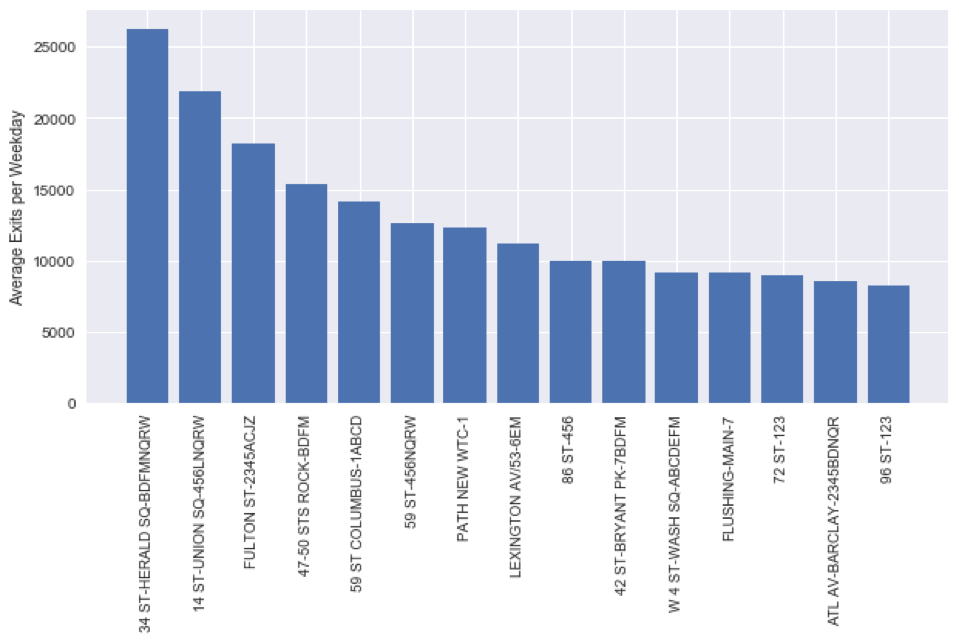 Average Exits per Weekday
25000
20000
15000
10000
5000
0
34 ST-HERALD SQ-BDFMNQRW
14 ST-UNION SQ-456LNQRW
FULTON ST-2345ACJZ
47-50 STS ROCK-BDFM
59 ST COLUMBUS-1ABCD
59 ST-456NQRW
PATH NEW WTC-1
LEXINGTON AV/53-6EM
86 ST-456
42 ST-BRYANT PK-7BDFM
W 4 ST-WASH SQ-ABCDEFM
FLUSHING-MAIN-7
72 ST-123
ATL AV-BARCLAY-2345BDNQR
96 ST-123